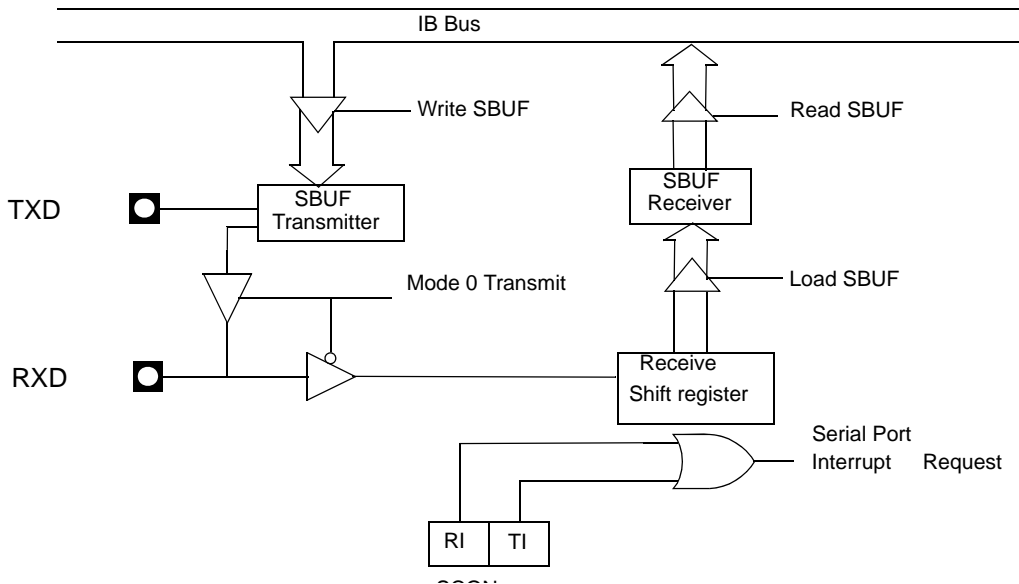 IB Bus
Write SBUF
Read SBUF
SBUF
Transmitter
SBUF
Receiver
TXD
Mode 0 Transmit
Load SBUF
RXD
Receive
Shift register
Serial Port
Interrupt Request
RI TI